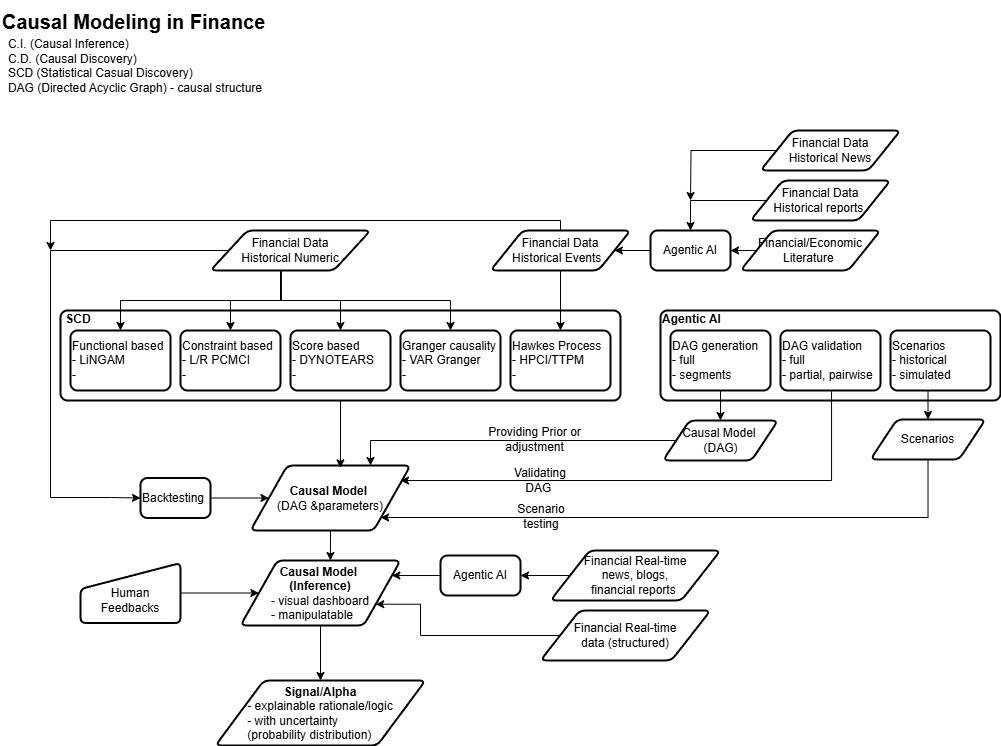 Causal Modeling in Finance
C.I. (Causal Inference)
C.D. (Causal Discovery)
SCD (Statistical Casual Discovery)
DAG (Directed Acyclic Graph) - causal structure
Financial Data
Historical News
Financial Data
Historical reports
Financial Data
Historical Numeric
Financial Data
Historical Events
Agentic AI
Financial/Economic
Literature
SCD
Functional based
- LiNGAM
-
Constraint based
- L/R PCMCI
-
Score based
- DYNOTEARS
-
Granger causality
- VAR Granger
-
Hawkes Process
- HPCI/TTPM
-
Agentic AI
DAG generation
- full
- segments
DAG validation
- full
- partial, pairwise
Scenarios
- historical
- simulated
Providing Prior or
adjustment
Causal Model
(DAG)
Scenarios
Validating
DAG
Scenario
testing
Backtesting
Causal Model
(DAG &parameters)
Human
Feedbacks
Causal Model
(Inference)
- visual dashboard
- manipulatable
Agentic AI
Financial Real-time
news, blogs,
financial reports
Financial Real-time
data (structured)
Signal/Alpha
- explainable rationale/logic
- with uncertainty
(probability distribution)